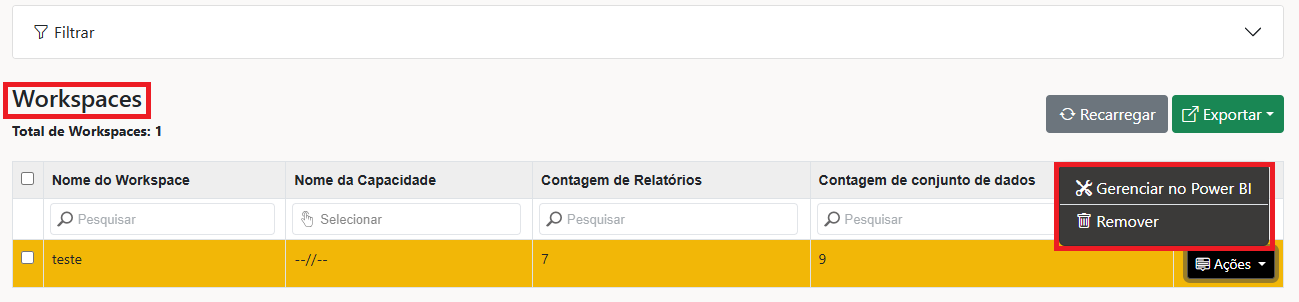 Filtrar
Workspaces
Total de Workspaces: 1
Recarregar
Exportar
Nome do Workspace
Nome da Capacidade
Contagem de Relatórios
Contagem de conjunto de dados
Gerenciar no Power BI
Remover
Pesquisar
Selecionar
Pesquisar
Pesquisar
teste
--//--
7
9
Ações